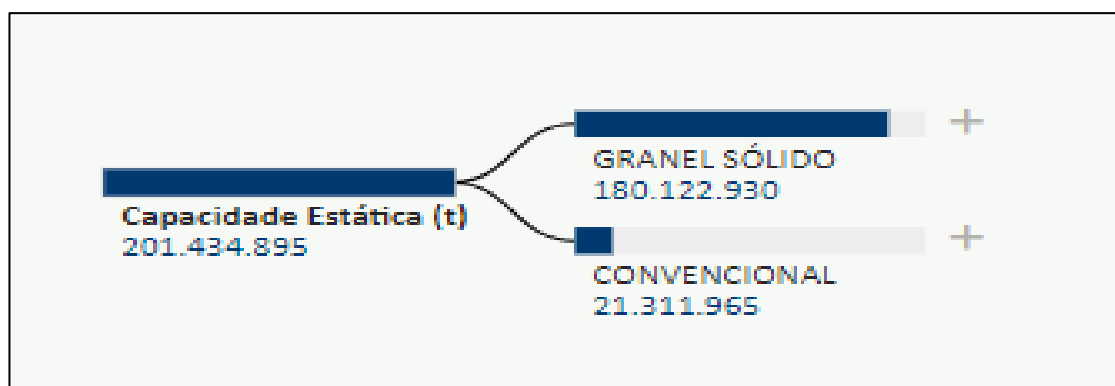 Capacidade Estática (t)
201.434.895
GRANEL SÓLIDO
180.122.930
CONVENCIONAL
21.311.965